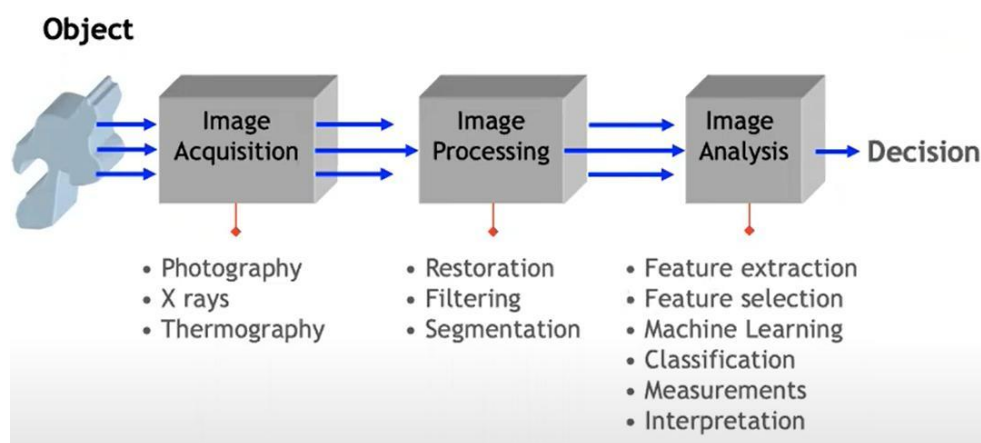 Object
Image
Acquisition
Image
Processing
Image
Analysis
Decision
• Photography
• X rays
• Thermography
• Restoration
• Filtering
• Segmentation
• Feature extraction
• Feature selection
• Machine Learning
• Classification
• Measurements
• Interpretation